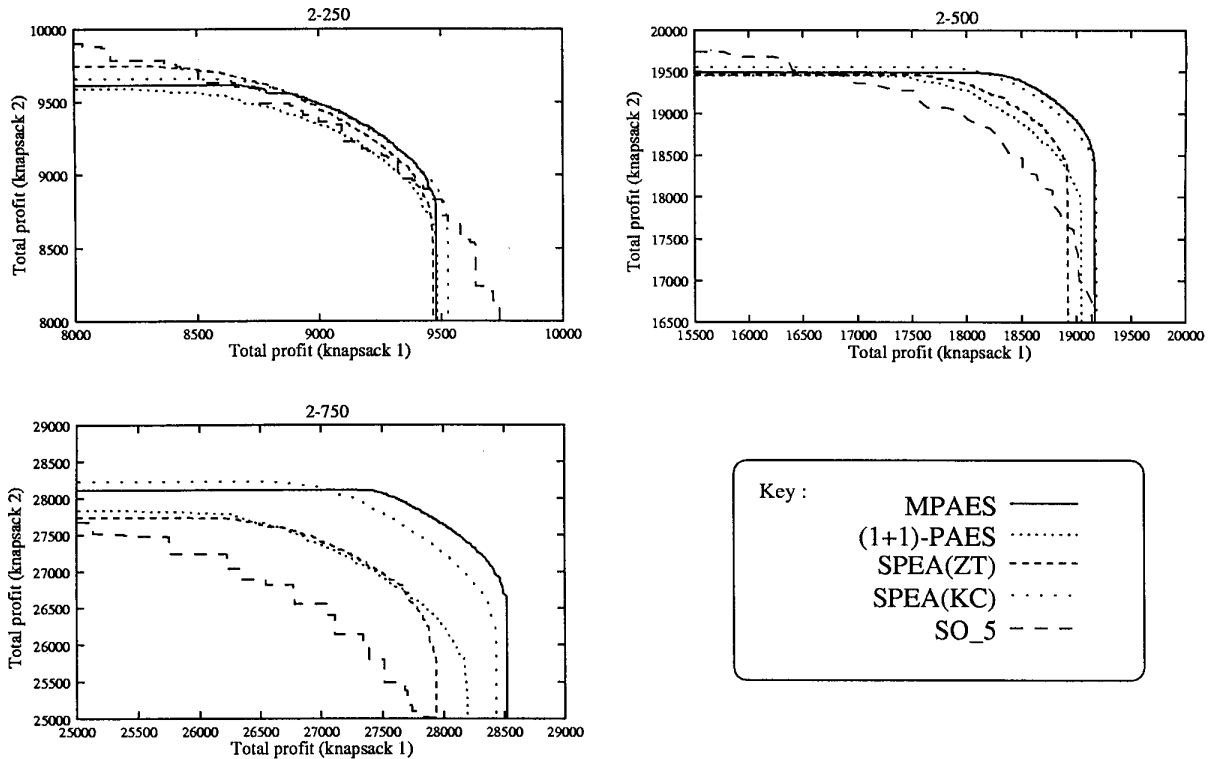 2-250
10000
9500
9000
8500
8000
8000 8500 9000 9500 10000
Total profit (knapsack 2)
Total profit (knapsack 1)
2-500
20000
19500
19000
18500
18000
17500
17000
16500
15500 16000 16500 17000 17500 18000 18500 19000 19500 20000
Total profit (knapsack 2)
Total profit (knapsack 1)
2-750
29000
28500
28000
27500
27000
26500
26000
25500
25000
25000 25500 26000 26500 27000 27500 28000 28500 29000
Total profit (knapsack 2)
Total profit (knapsack 1)
Key :
MPAES
(1+1)-PAES
SPEA(ZT)
SPEA(KC)
SO_5